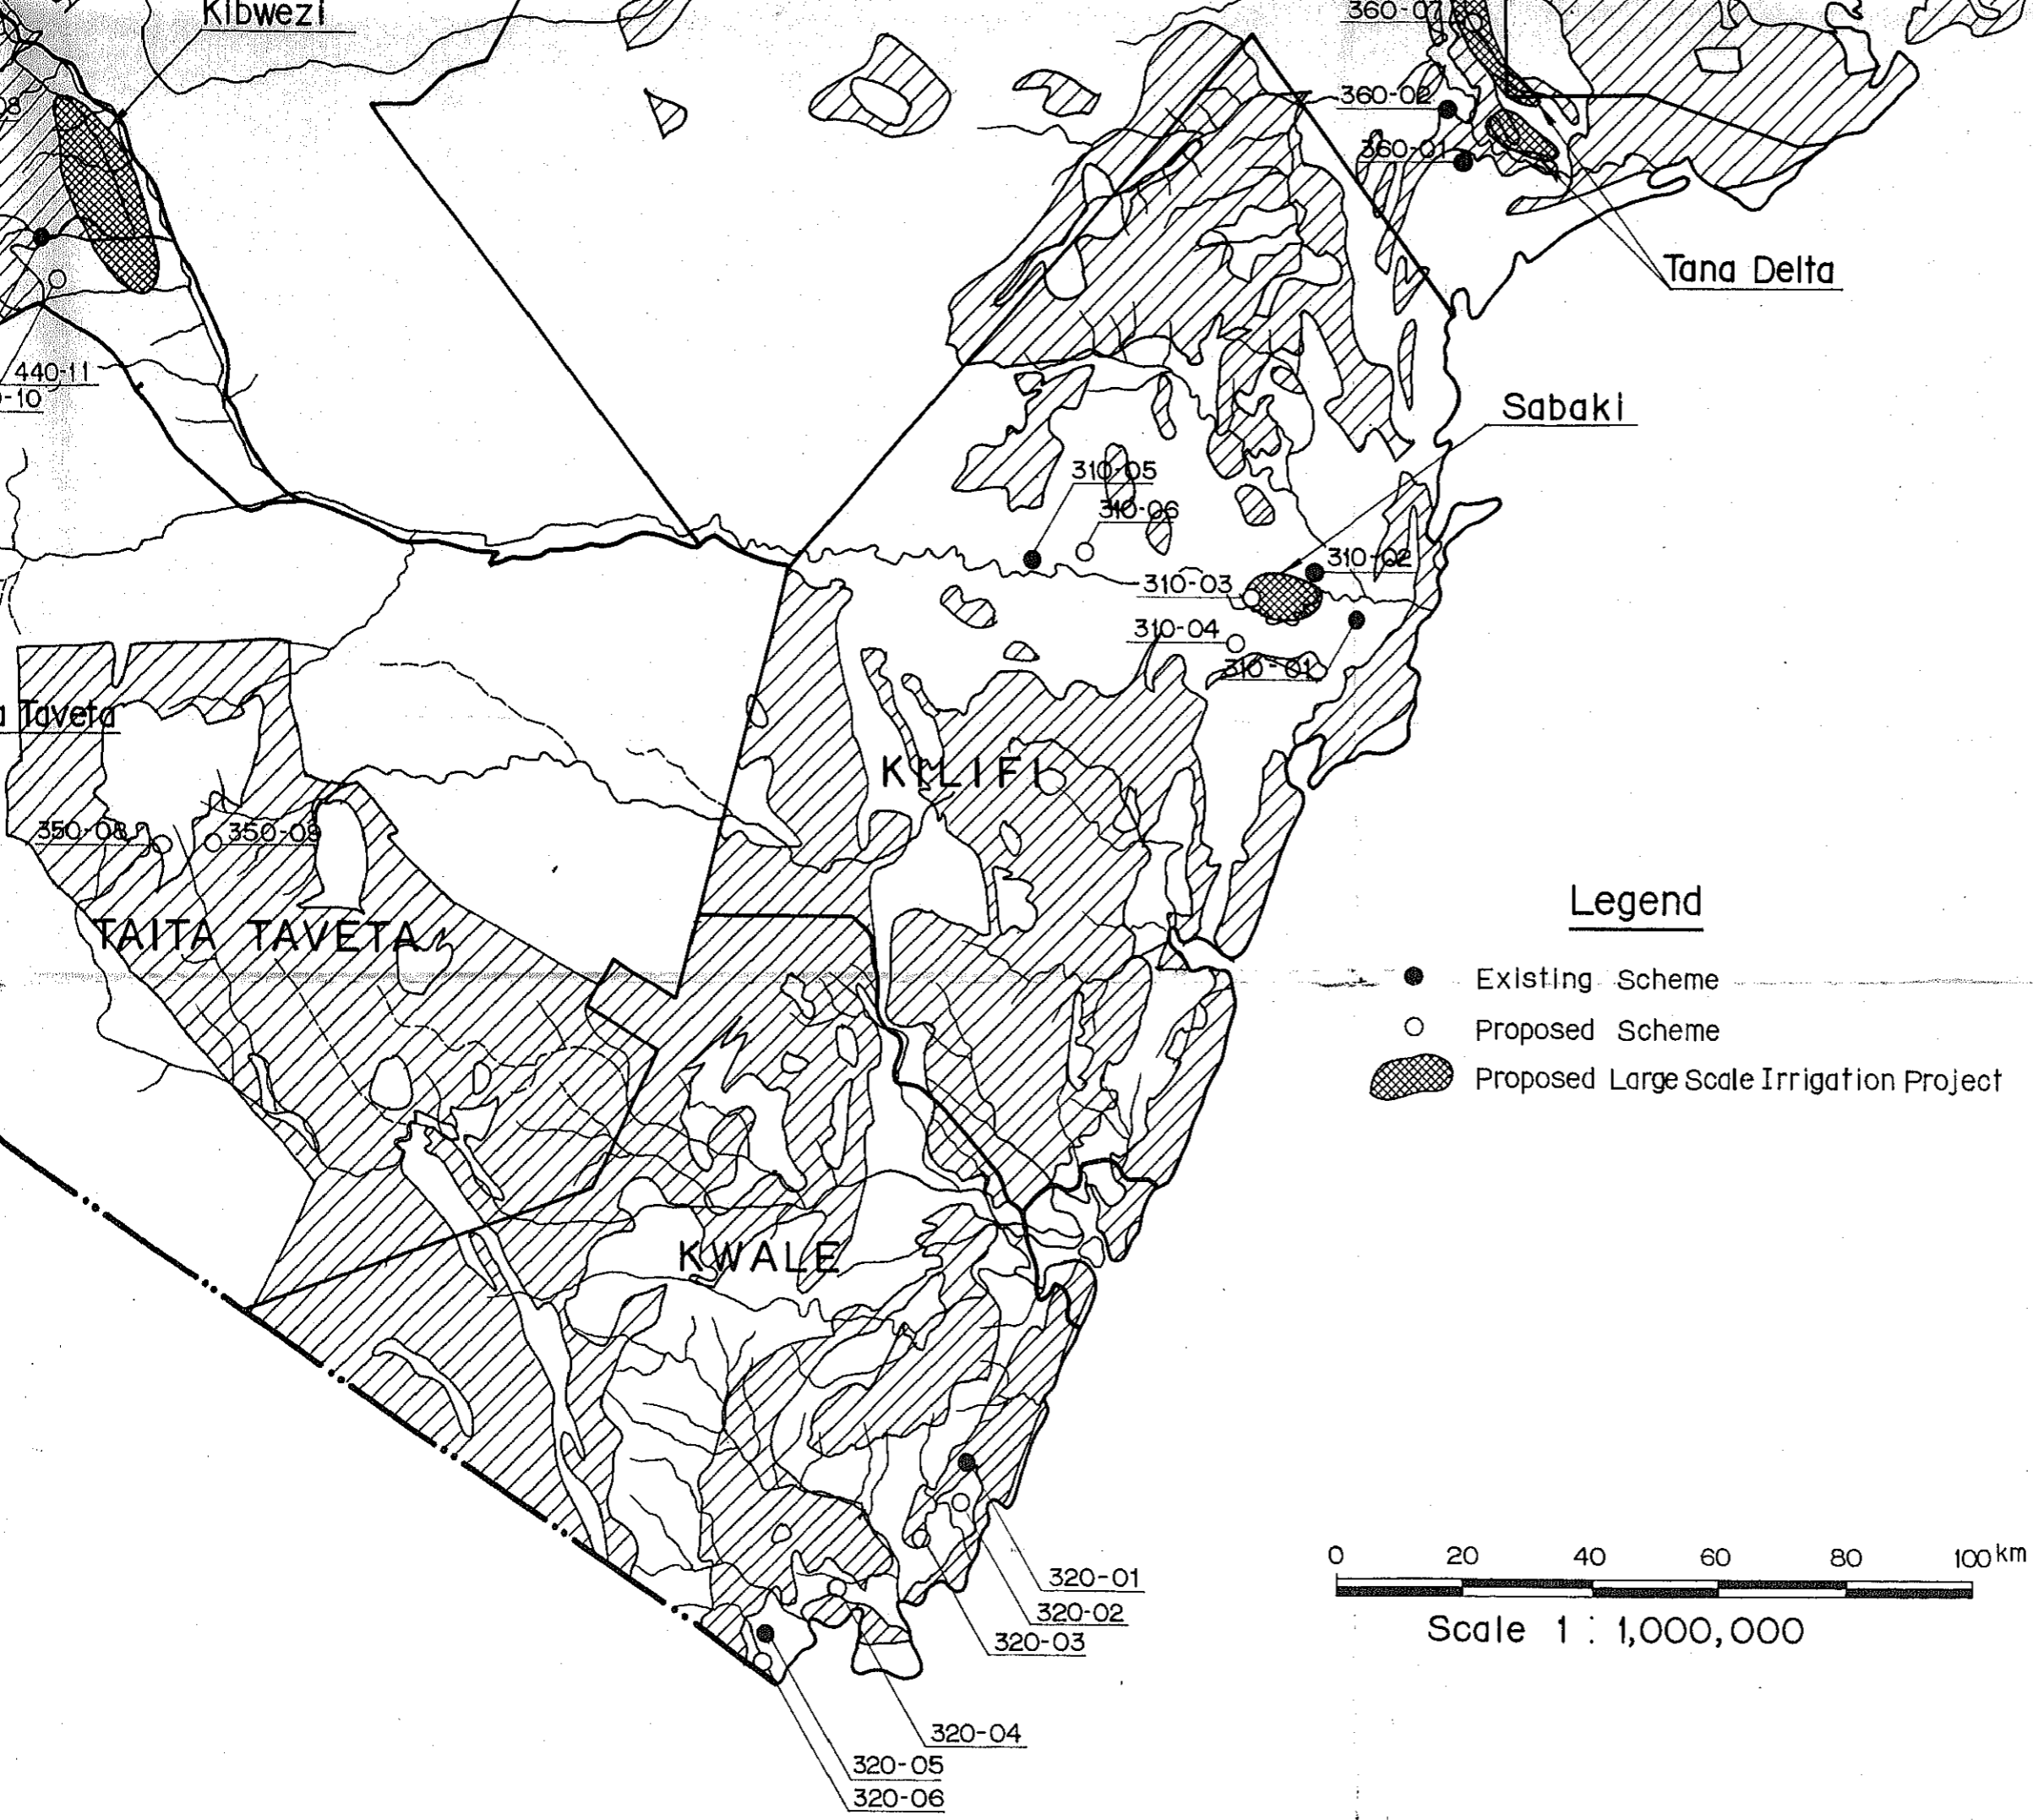 Kibwezi
360-07
360-02
360-01
Tana Delta
440-11
-10
Sabaki
310-05
310-06
310-02
310-03
310-04
310-01
a Taveta
KILIFI
350-08
350-09
TAITA TAVETA
Legend
Existing Scheme
Proposed Scheme
Proposed Large Scale Irrigation Project
KWALE
0 20 40 60 80 100 km
Scale 1 : 1,000,000
320-01
320-02
320-03
320-04
320-05
320-06